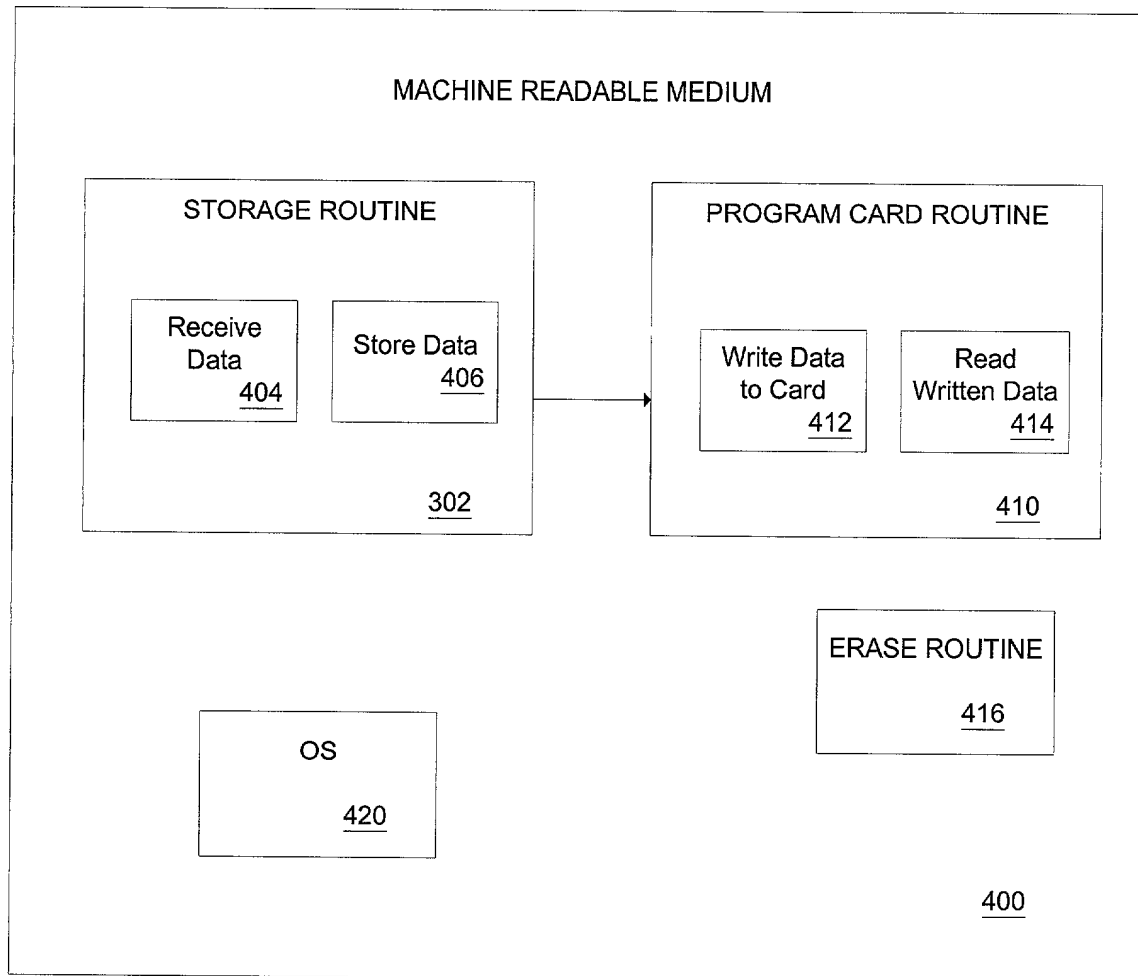 MACHINE READABLE MEDIUM
STORAGE ROUTINE
Receive
Data
404
Store Data
406
302
PROGRAM CARD ROUTINE
Write Data
to Card
412
Read
Written Data
414
410
ERASE ROUTINE
416
OS
420
400